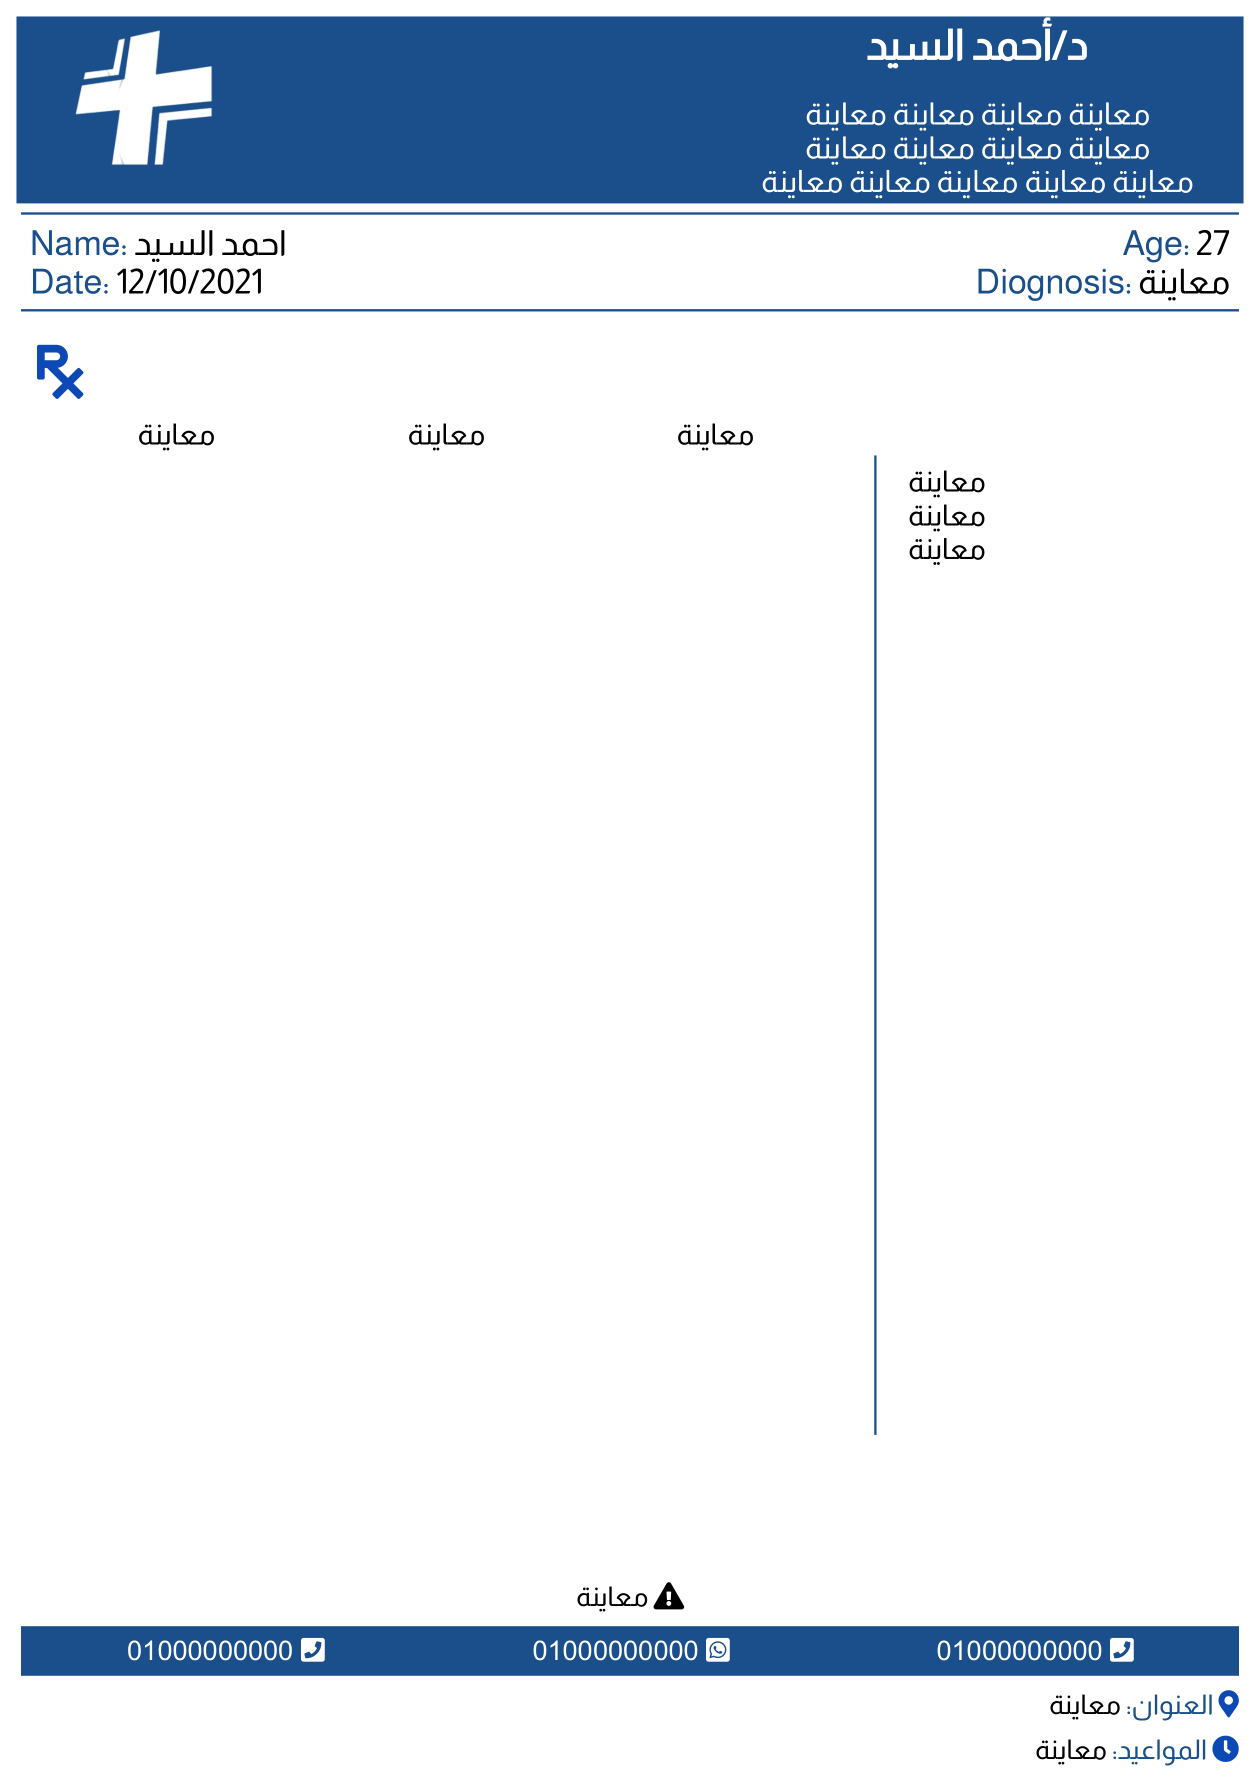 د/أحمد السيد
معاينة معاينة معاينة معاينة
معاينة معاينة معاينة معاينة
معاينة معاينة معاينة معاينة معاينة
Name: احمد السيد
Age: 27
Date: 12/10/2021
Diognosis: معاينة
Rx
معاينة معاينة معاينة
معاينة
معاينة
معاينة
معاينة
01000000000 01000000000 01000000000
العنوان: معاينة
المواعيد: معاينة